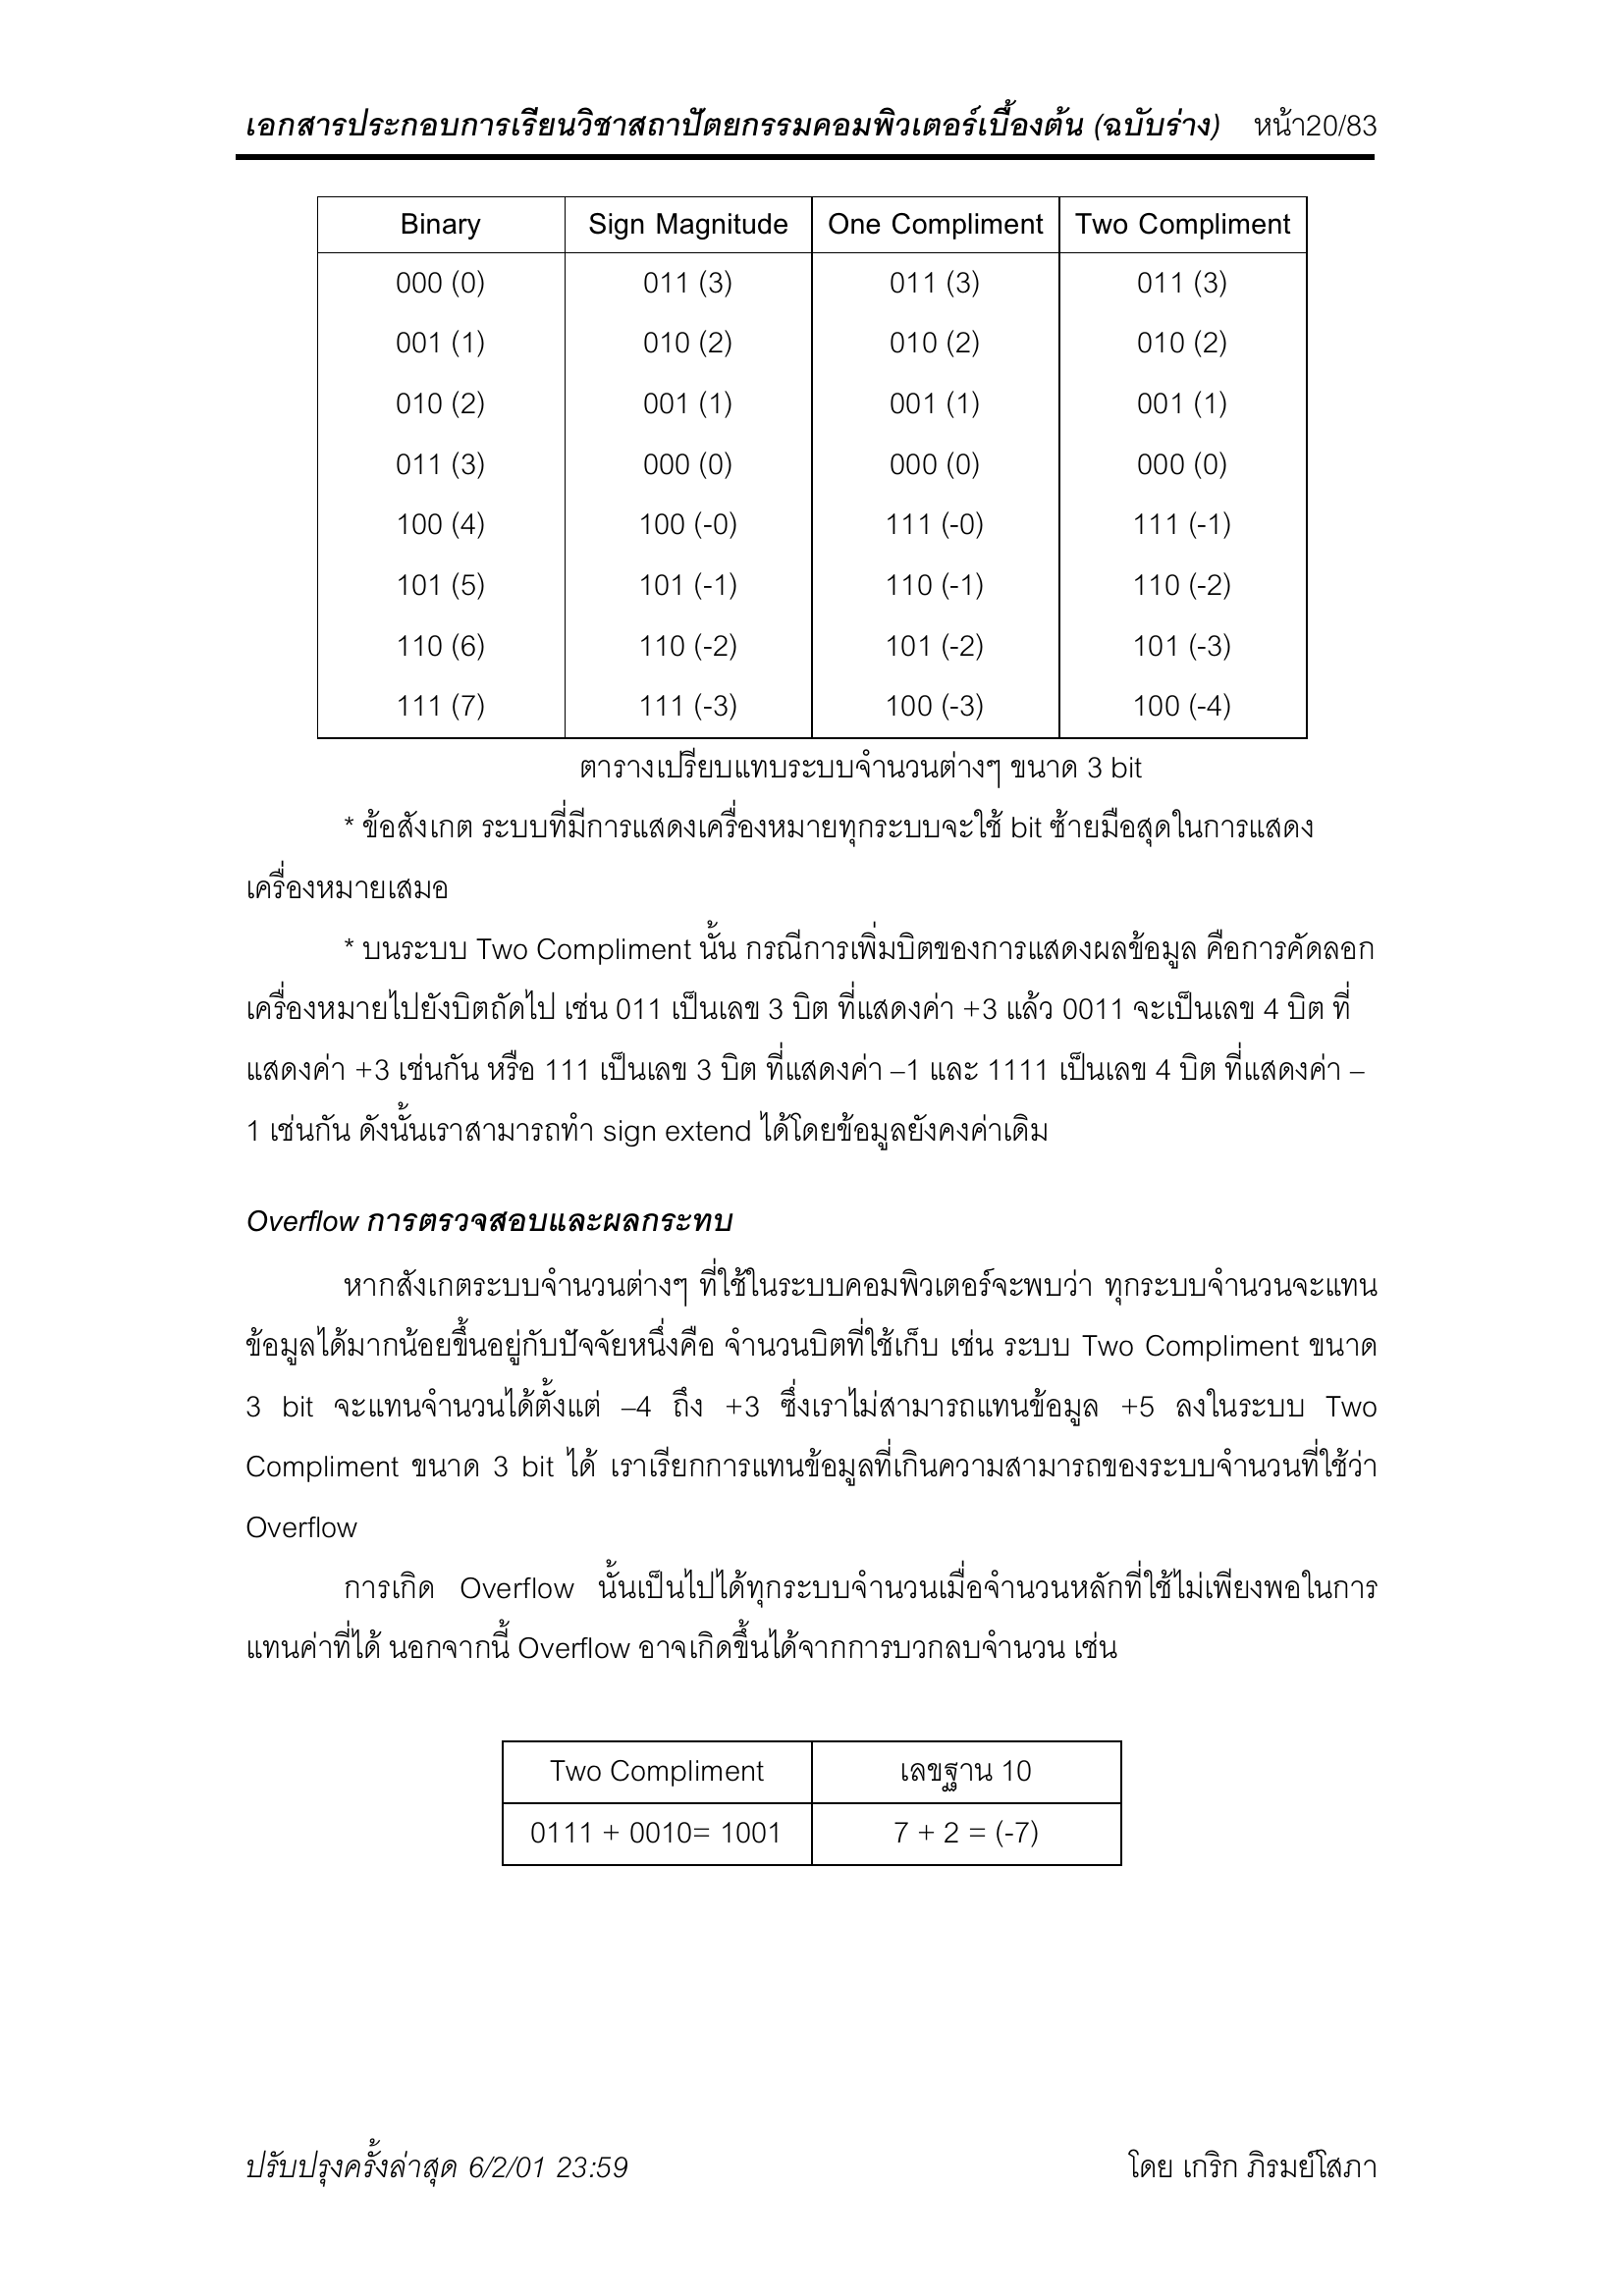 เอกสารประกอบการเรียนวิชาสถาปัตยกรรมคอมพิวเตอร์เบื้องต้น (ฉบับร่าง) หน้า20/83
Binary Sign Magnitude One Compliment Two Compliment
000 (0) 011 (3) 011 (3) 011 (3)
001 (1) 010 (2) 010 (2) 010 (2)
010 (2) 001 (1) 001 (1) 001 (1)
011 (3) 000 (0) 000 (0) 000 (0)
100 (4) 100 (-0) 111 (-0) 111 (-1)
101 (5) 101 (-1) 110 (-1) 110 (-2)
110 (6) 110 (-2) 101 (-2) 101 (-3)
111 (7) 111 (-3) 100 (-3) 100 (-4)
ตารางเปรียบแทบระบบจำนวนต่างๆ ขนาด 3 bit
* ข้อสังเกต ระบบที่มีการแสดงเครื่องหมายทุกระบบจะใช้ bit ซ้ายมือสุดในการแสดง
เครื่องหมายเสมอ
* บนระบบ Two Compliment นั้น กรณีการเพิ่มบิตของการแสดงผลข้อมูล คือการคัดลอก
เครื่องหมายไปยังบิตถัดไป เช่น 011 เป็นเลข 3 บิต ที่แสดงค่า +3 แล้ว 0011 จะเป็นเลข 4 บิต ที่
แสดงค่า +3 เช่นกัน หรือ 111 เป็นเลข 3 บิต ที่แสดงค่า –1 และ 1111 เป็นเลข 4 บิต ที่แสดงค่า –
1 เช่นกัน ดังนั้นเราสามารถทำ sign extend ได้โดยข้อมูลยังคงค่าเดิม
Overflow การตรวจสอบและผลกระทบ
หากสังเกตระบบจำนวนต่างๆ ที่ใช้ในระบบคอมพิวเตอร์จะพบว่า ทุกระบบจำนวนจะแทน
ข้อมูลได้มากน้อยขึ้นอยู่กับปัจจัยหนึ่งคือ จำนวนบิตที่ใช้เก็บ เช่น ระบบ Two Compliment ขนาด
3 bit จะแทนจำนวนได้ตั้งแต่ –4 ถึง +3 ซึ่งเราไม่สามารถแทนข้อมูล +5 ลงในระบบ Two
Compliment ขนาด 3 bit ได้ เราเรียกการแทนข้อมูลที่เกินความสามารถของระบบจำนวนที่ใช้ว่า
Overflow
การเกิด Overflow นั้นเป็นไปได้ทุกระบบจำนวนเมื่อจำนวนหลักที่ใช้ไม่เพียงพอในการ
แทนค่าที่ได้ นอกจากนี้ Overflow อาจเกิดขึ้นได้จากการบวกลบจำนวน เช่น
Two Compliment เลขฐาน 10
0111 + 0010= 1001 7 + 2 = (-7)
ปรับปรุงครั้งล่าสุด 6/2/01 23:59 โดย เกริก ภิรมย์โสภา